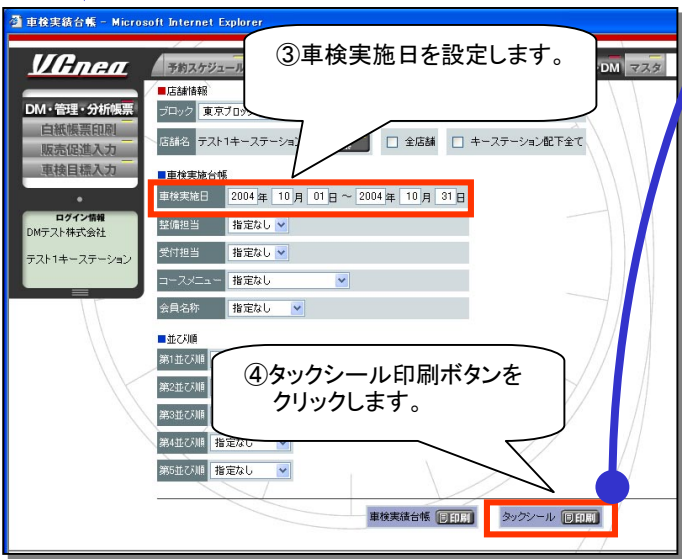 車検実績台帳 - Microsoft Internet Explorer
③車検実施日を設定します。
VCnea
予約スケジュール
DM
マスタ
■店舗情報
ブロック 東京ブロック
DM・管理・分析帳票
白紙帳票印刷
販売促進入力
車検目標入力
店舗名 テスト1キーステーション
全店舗
キーステーション配下全て
■車検実施台帳
車検実施日 2004 年 10 月 01 日 ～ 2004 年 10 月 31 日
ログイン情報
DMテスト株式会社
テスト1キーステーション
整備担当 指定なし
受付担当 指定なし
コースメニュー 指定なし
会員名称 指定なし
■並び順
第1並び順
第2並び順
第3並び順
第4並び順 指定なし
第5並び順 指定なし
④タックシール印刷ボタンを
クリックします。
車検実績台帳 印刷
タックシール 印刷